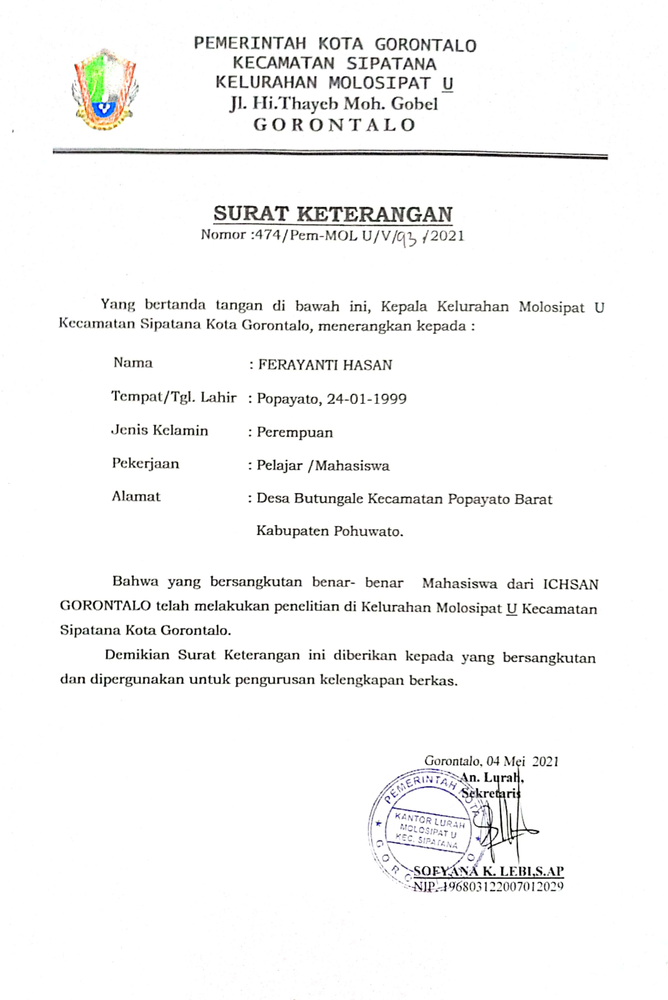 PEMERINTAH KOTA GORONTALO
KECAMATAN SIPATANA
KELURAHAN MOLOSIPAT U
Jl. Hi.Thayeb Moh. Gobel
GORONTALO
SURAT KETERANGAN
Nomor :474/Pem-MOL U/V/93 /2021
Yang bertanda tangan di bawah ini, Kepala Kelurahan Molosipat U
Kecamatan Sipatana Kota Gorontalo, menerangkan kepada :
Nama : FERAYANTI HASAN
Tempat/Tgl. Lahir : Popayato, 24-01-1999
Jenis Kelamin : Perempuan
Pekerjaan : Pelajar /Mahasiswa
Alamat : Desa Butungale Kecamatan Popayato Barat
Kabupaten Pohuwato.
Bahwa yang bersangkutan benar- benar Mahasiswa dari ICHSAN
GORONTALO telah melakukan penelitian di Kelurahan Molosipat U Kecamatan
Sipatana Kota Gorontalo.
Demikian Surat Keterangan ini diberikan kepada yang bersangkutan
dan dipergunakan untuk pengurusan kelengkapan berkas.
Gorontalo, 04 Mei 2021
An. Lurah,
Sekretaris
PEMERINTAH KOTA
KANTOR LURAH
MOLOSIPAT U
KEC. SIPATANA
SOFYANA K. LEBI,S.AP
NIP. 196803122007012029